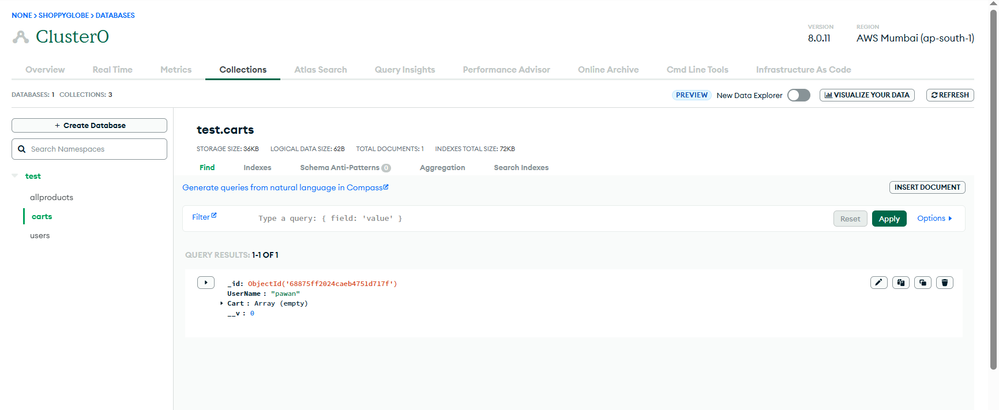 NONE > SHOPPYGLOBE > DATABASES
Cluster0
VERSION
8.0.11
REGION
AWS Mumbai (ap-south-1)
Overview Real Time Metrics Collections Atlas Search Query Insights Performance Advisor Online Archive Cmd Line Tools Infrastructure As Code
DATABASES: 1 COLLECTIONS: 3
PREVIEW New Data Explorer VISUALIZE YOUR DATA REFRESH
+ Create Database
Search Namespaces
test
allproducts
carts
users
test.carts
STORAGE SIZE: 36KB LOGICAL DATA SIZE: 62B TOTAL DOCUMENTS: 1 INDEXES TOTAL SIZE: 72KB
Find Indexes Schema Anti-Patterns 0 Aggregation Search Indexes
Generate queries from natural language in Compass
INSERT DOCUMENT
Filter Type a query: { field: 'value' } Reset Apply Options
QUERY RESULTS: 1-1 OF 1
_id: ObjectId('68875ff2024caeb4751d717f')
UserName : "pawan"
Cart : Array (empty)
__v : 0